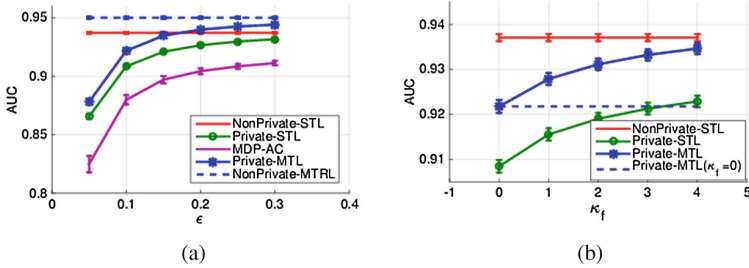 0.95
0.9
0.85
0.8
AUC
NonPrivate-STL
Private-STL
MDP-AC
Private-MTL
NonPrivate-MTRL
0 0.1 0.2 0.3 0.4
ϵ
(a)
0.94
0.93
0.92
0.91
AUC
NonPrivate-STL
Private-STL
Private-MTL
Private-MTL(κf =0)
-1 0 1 2 3 4 5
κf
(b)